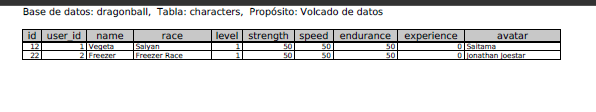 Base de datos: dragonball, Tabla: characters, Propósito: Volcado de datos
id user_id name race level strength speed endurance experience avatar
12 1 Vegeta Saiyan 1 50 50 50 0 Saitama
22 2 Freezer Freezer Race 1 50 50 50 0 Jonathan Joestar